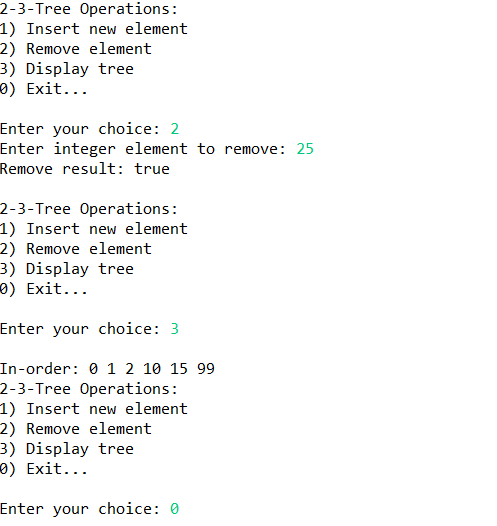 2-3-Tree Operations:
1) Insert new element
2) Remove element
3) Display tree
0) Exit...
Enter your choice: 2
Enter integer element to remove: 25
Remove result: true
2-3-Tree Operations:
1) Insert new element
2) Remove element
3) Display tree
0) Exit...
Enter your choice: 3
In-order: 0 1 2 10 15 99
2-3-Tree Operations:
1) Insert new element
2) Remove element
3) Display tree
0) Exit...
Enter your choice: 0